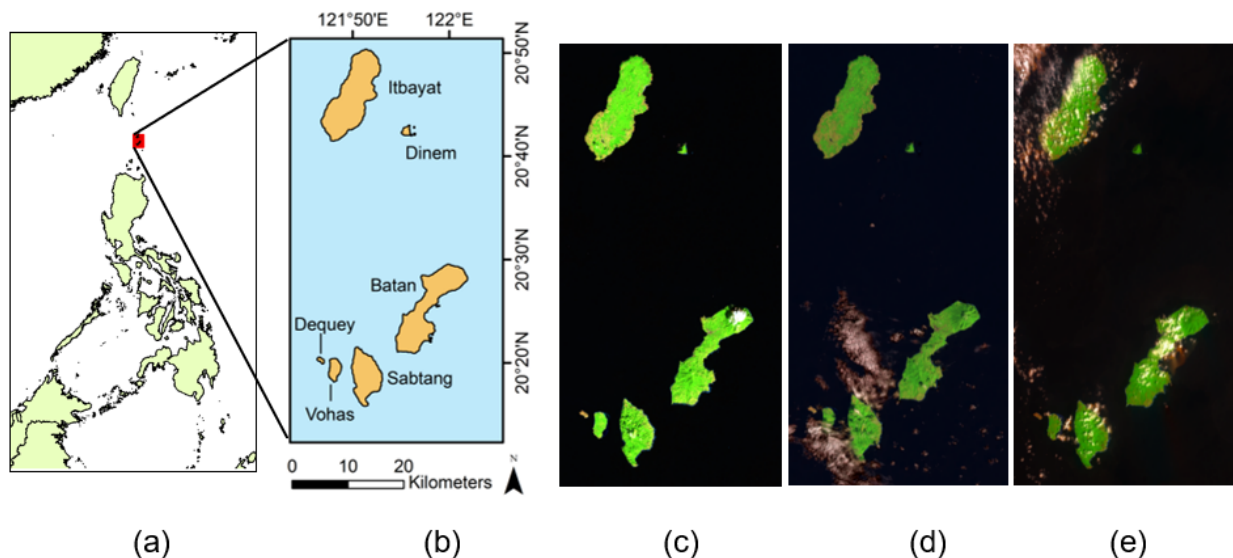 121°50'E 122°E
20°50'N
Itbayat
Dinem
20°40'N
20°30'N
Batan
Dequey
20°20'N
Sabtang
Vohas
0 10 20
Kilometers
N
(a) (b) (c) (d) (e)